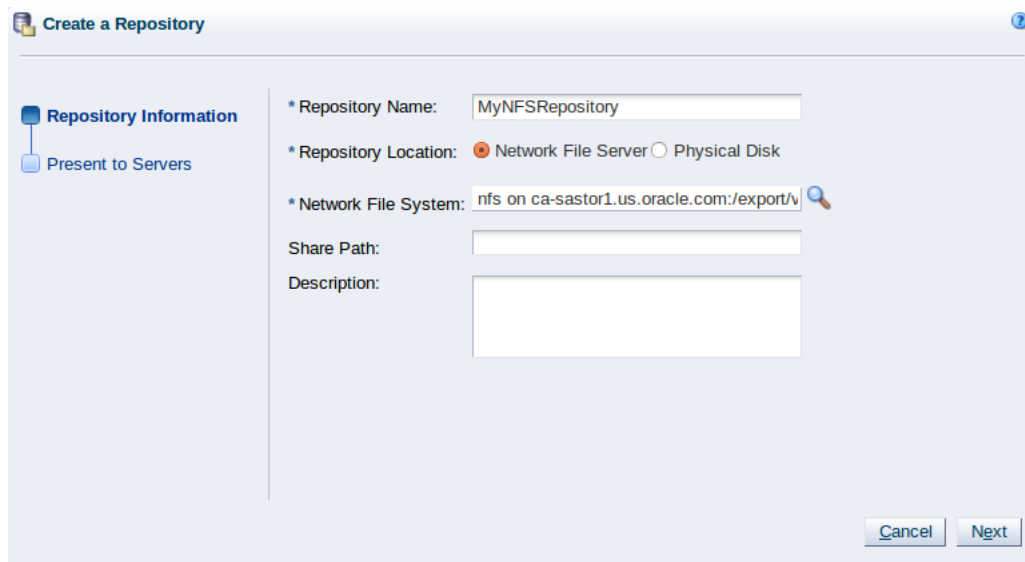 Create a Repository
Repository Information
Present to Servers
* Repository Name: MyNFSRepository
* Repository Location: Network File Server Physical Disk
* Network File System: nfs on ca-sastor1.us.oracle.com:/export/v
Share Path:
Description:
Cancel Next